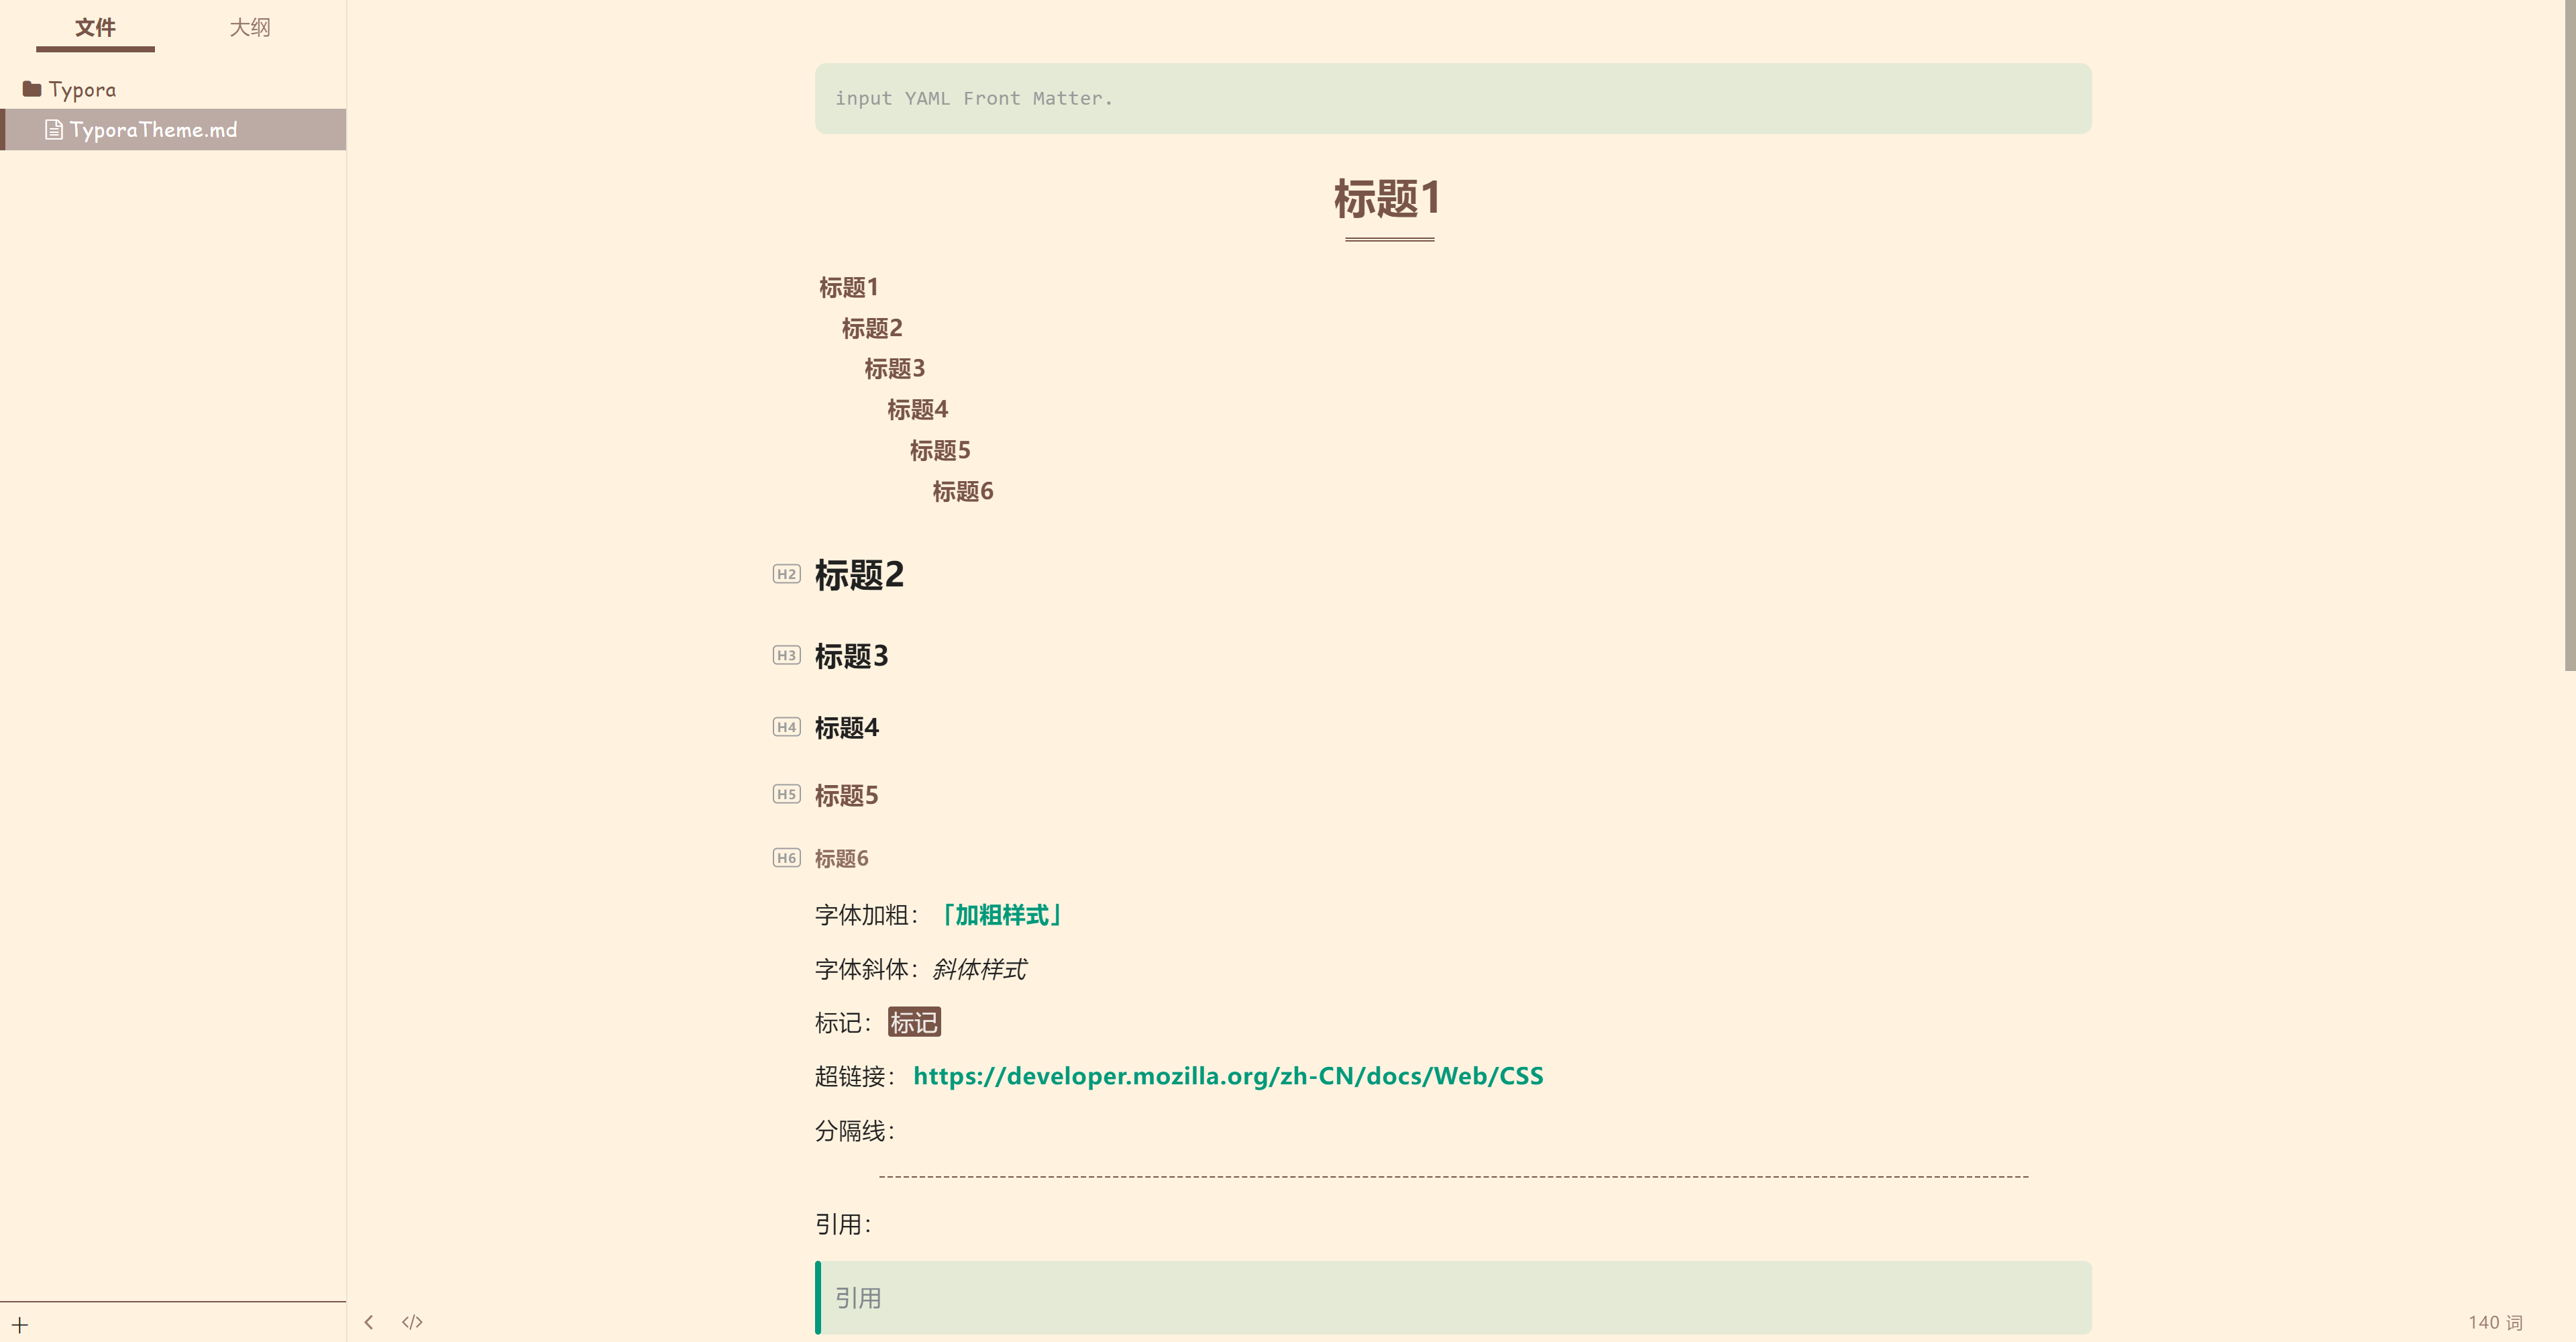 文件
大纲
Typora
TyporaTheme.md
input YAML Front Matter.
标题1
标题1
标题2
标题3
标题4
标题5
标题6
H2 标题2
H3 标题3
H4 标题4
H5 标题5
H6 标题6
字体加粗：「加粗样式」
字体斜体：斜体样式
标记：标记
超链接：https://developer.mozilla.org/zh-CN/docs/Web/CSS
分隔线：
引用：
引用
140 词